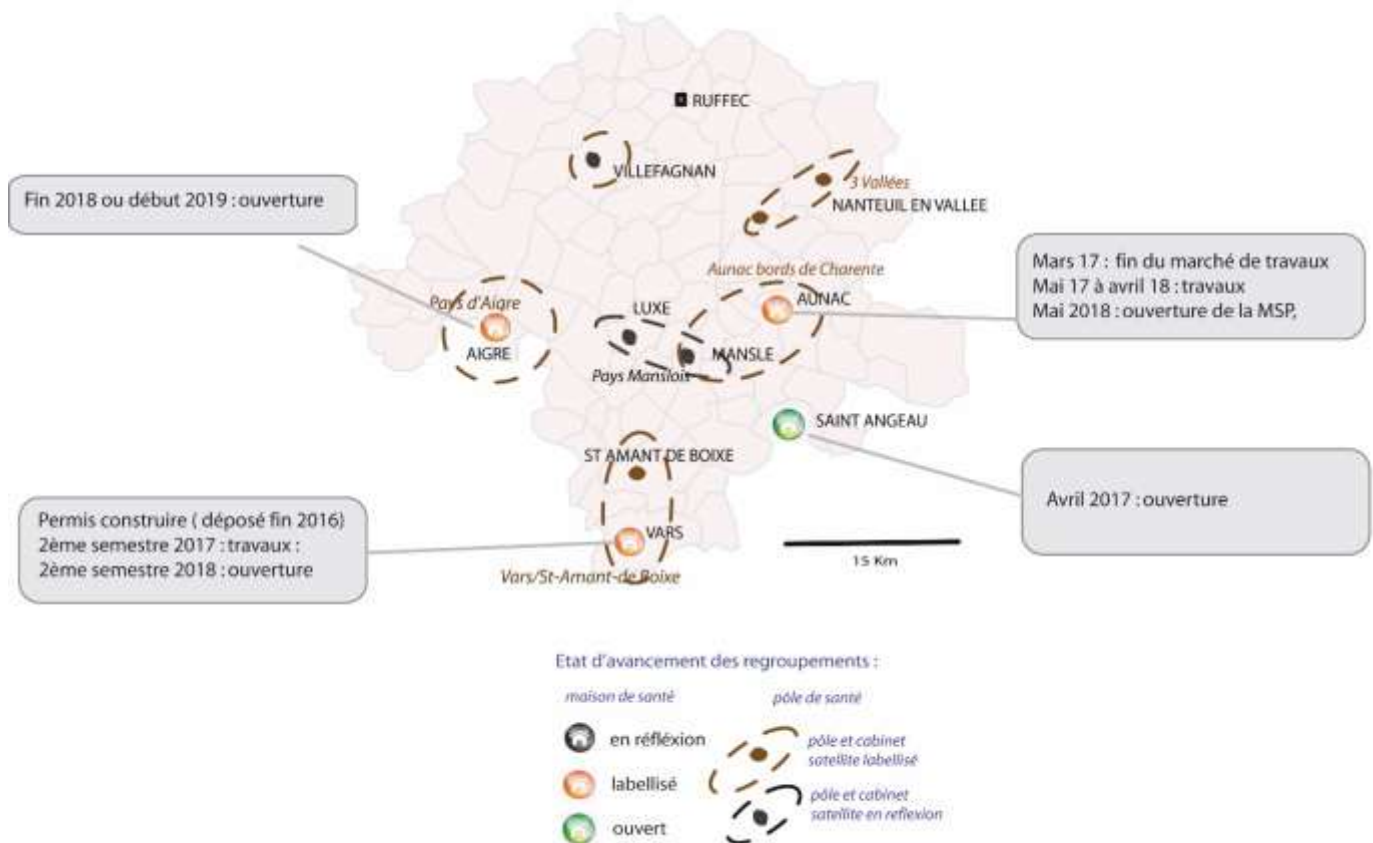 RUFFEC
VILLEFAGNAN
3 Vallées
NANTEUIL EN VALLEE
Fin 2018 ou début 2019 : ouverture
Mars 17 : fin du marché de travaux
Mai 17 à avril 18 : travaux
Mai 2018 : ouverture de la MSP,
Aunac bords de Charente
AUNAC
Pays d'Aigre
AIGRE
LUXE
MANSLE
Pays Manslois
SAINT ANGEAU
ST AMANT DE BOIXE
Avril 2017 : ouverture
Permis construire ( déposé fin 2016)
2ème semestre 2017 : travaux :
2ème semestre 2018 : ouverture
VARS
Vars/St-Amant-de Boixe
15 Km
Etat d'avancement des regroupements :
maison de santé
pôle de santé
en réfléxion
pôle et cabinet
satellite labellisé
labellisé
pôle et cabinet
satellite en reflexion
ouvert